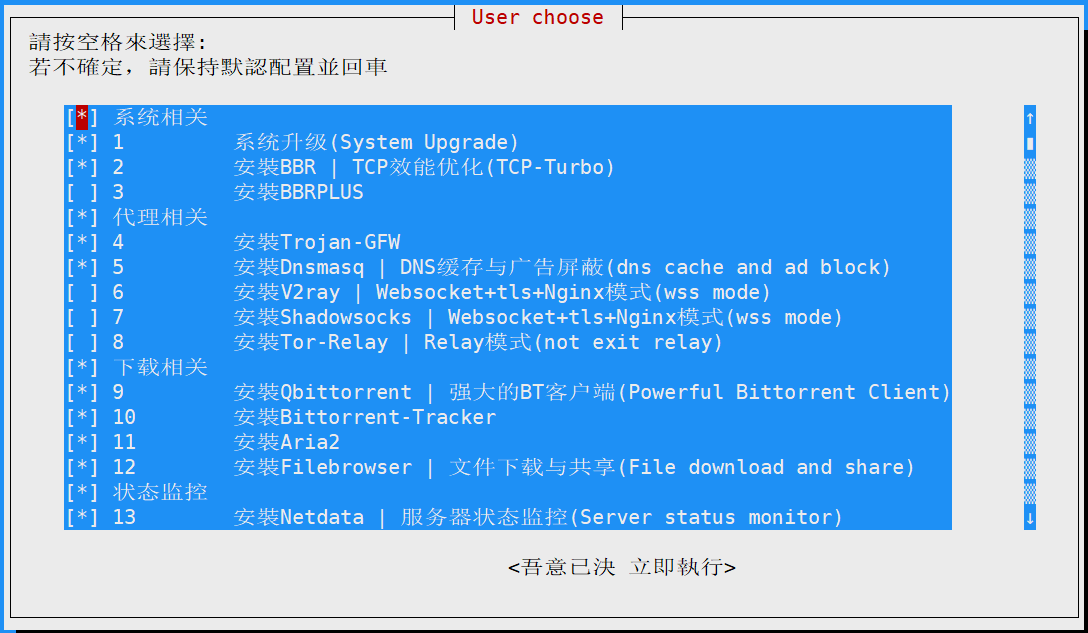 User choose
請按空格來選擇:
若不確定，請保持默認配置並回車
[*] 系统相关
[*] 1 系统升级(System Upgrade)
[*] 2 安裝BBR | TCP效能优化(TCP-Turbo)
[ ] 3 安裝BBRPLUS
[*] 代理相关
[*] 4 安裝Trojan-GFW
[*] 5 安裝Dnsmasq | DNS缓存与广告屏蔽(dns cache and ad block)
[ ] 6 安裝V2ray | Websocket+tls+Nginx模式(wss mode)
[ ] 7 安裝Shadowsocks | Websocket+tls+Nginx模式(wss mode)
[ ] 8 安裝Tor-Relay | Relay模式(not exit relay)
[*] 下载相关
[*] 9 安裝Qbittorrent | 强大的BT客户端(Powerful Bittorrent Client)
[*] 10 安裝Bittorrent-Tracker
[*] 11 安裝Aria2
[*] 12 安裝Filebrowser | 文件下载与共享(File download and share)
[*] 状态监控
[*] 13 安裝Netdata | 服务器状态监控(Server status monitor)
<吾意已決 立即執行>